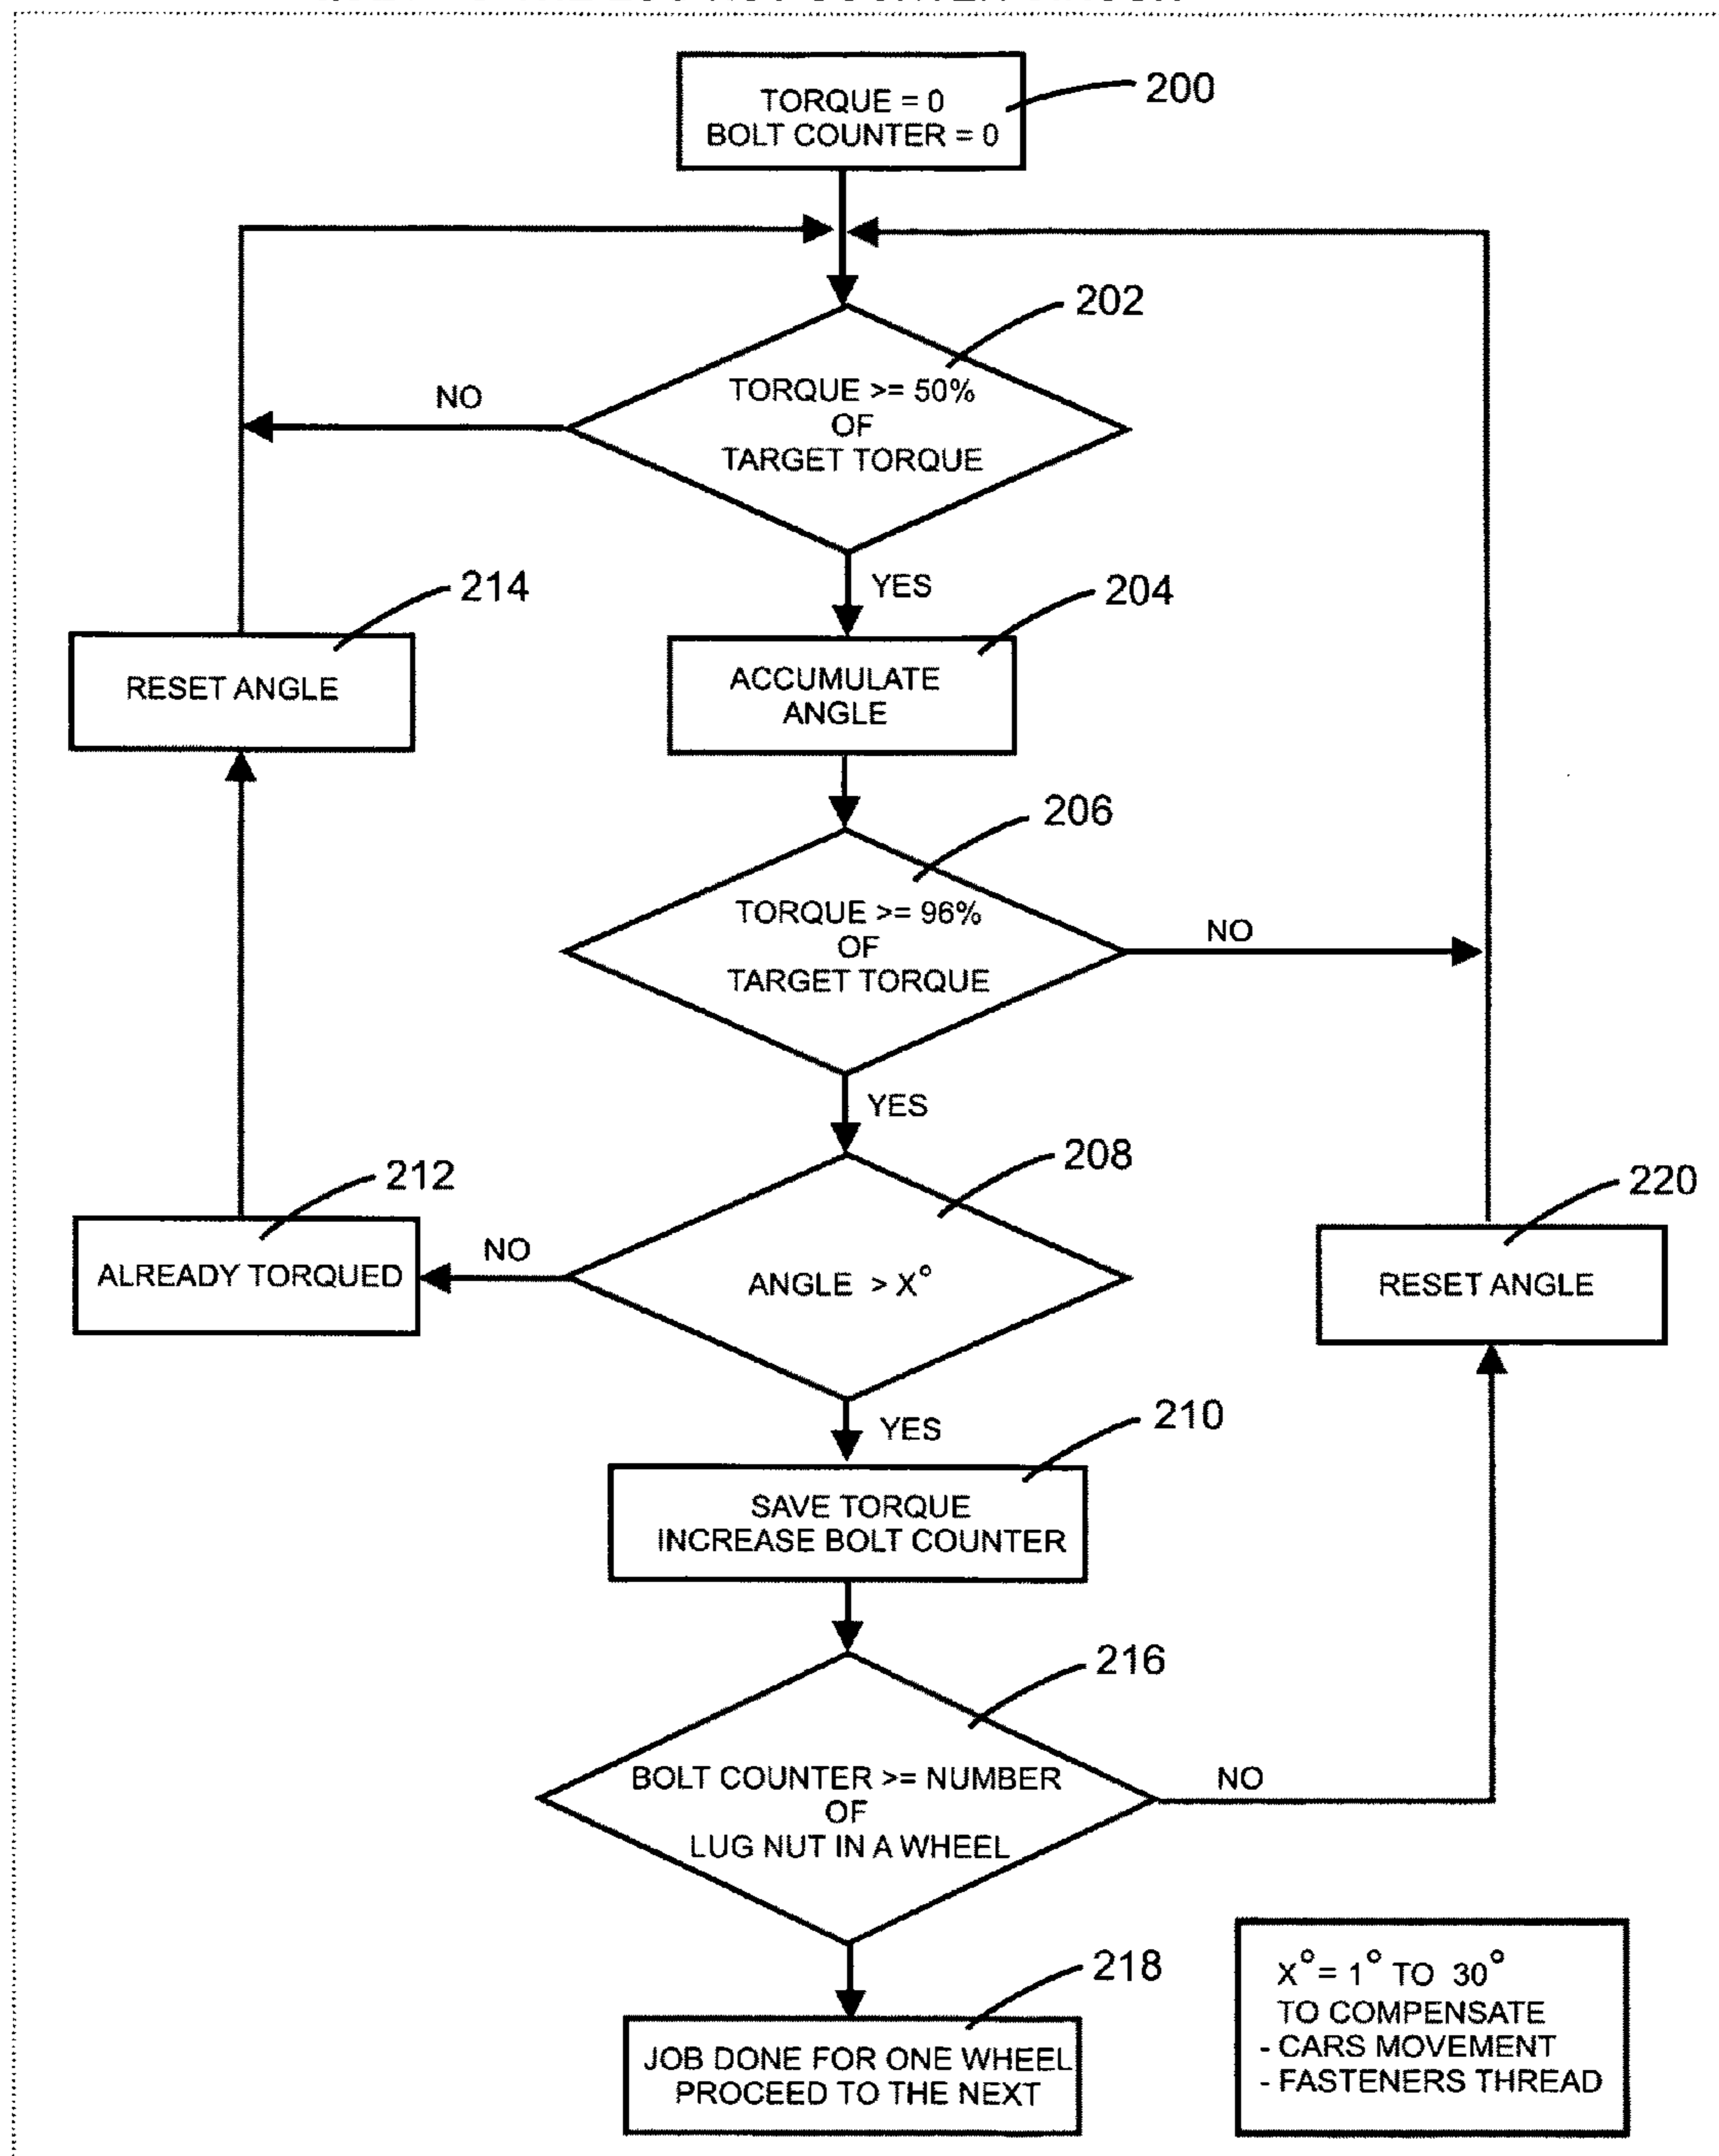 TORQUE = 0
BOLT COUNTER = 0
200
202
TORQUE >= 50%
OF
TARGET TORQUE
NO
YES
214
RESET ANGLE
204
ACCUMULATE
ANGLE
206
TORQUE >= 96%
OF
TARGET TORQUE
NO
YES
208
ANGLE > X°
NO
212
ALREADY TORQUED
220
RESET ANGLE
YES
210
SAVE TORQUE
INCREASE BOLT COUNTER
216
BOLT COUNTER >= NUMBER
OF
LUG NUT IN A WHEEL
NO
218
JOB DONE FOR ONE WHEEL
PROCEED TO THE NEXT
X° = 1° TO 30°
TO COMPENSATE
- CARS MOVEMENT
- FASTENERS THREAD